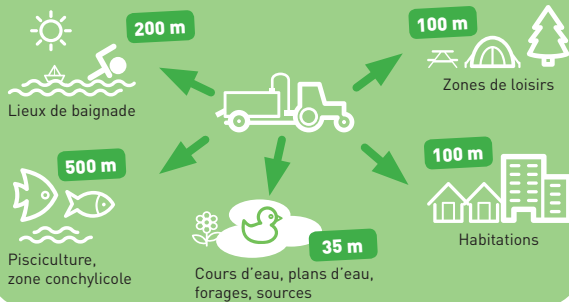 200 m
Lieux de baignade
100 m
Zones de loisirs
500 m
Pisciculture,
zone conchylicole
35 m
Cours d'eau, plans d'eau,
forages, sources
100 m
Habitations